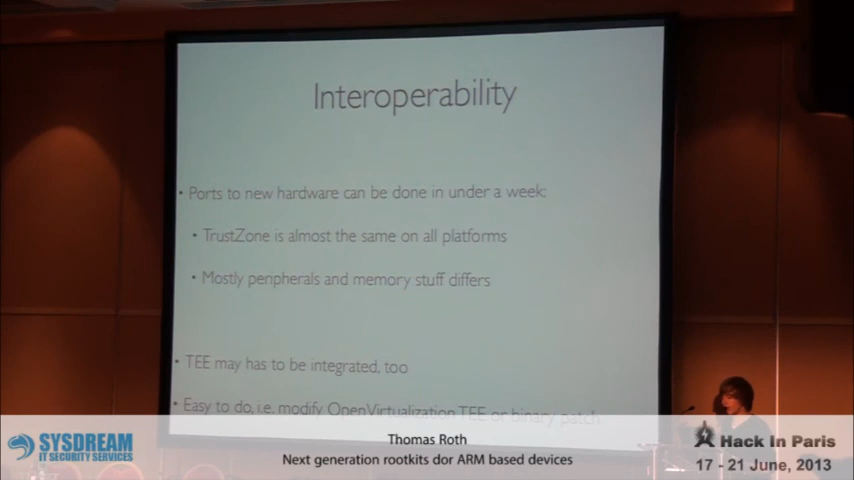 Interoperability
• Ports to new hardware can be done in under a week:
• TrustZone is almost the same on all platforms
• Mostly peripherals and memory stuff differs
• TEE may has to be integrated, too
• Easy to do, i.e. modify OpenVirtualization TEE or binary patch
SYSDREAM
IT SECURITY SERVICES
Thomas Roth
Next generation rootkits dor ARM based devices
Hack In Paris
17 - 21 June, 2013